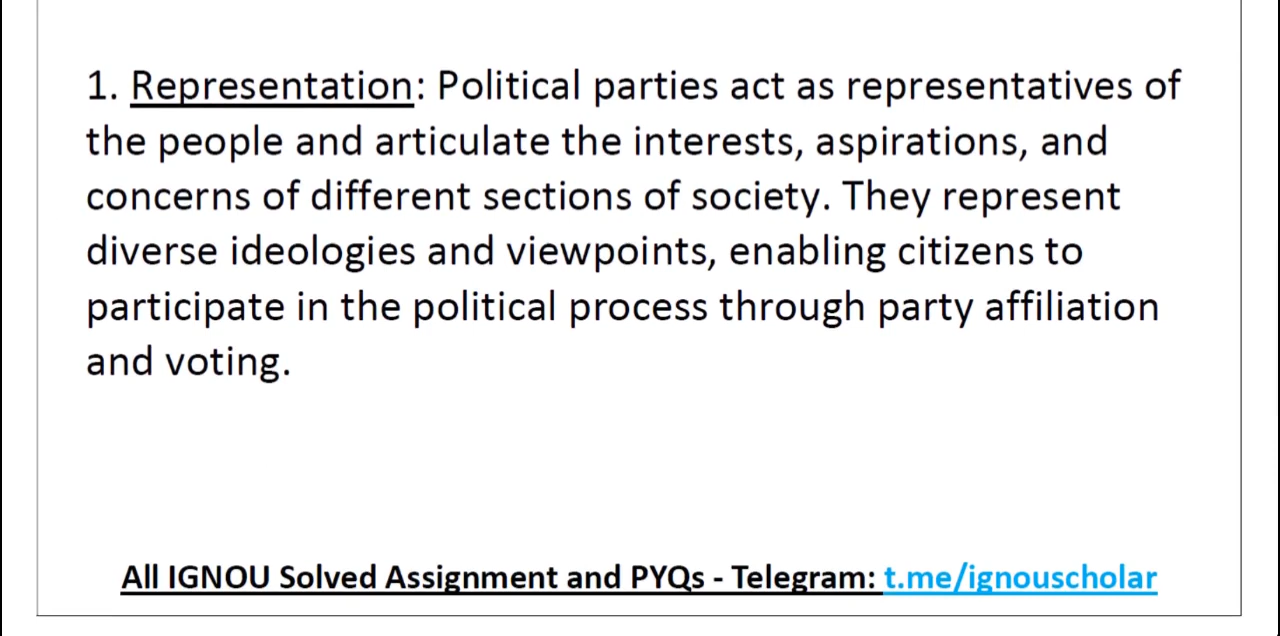 1. Representation: Political parties act as representatives of
the people and articulate the interests, aspirations, and
concerns of different sections of society. They represent
diverse ideologies and viewpoints, enabling citizens to
participate in the political process through party affiliation
and voting.
All IGNOU Solved Assignment and PYQs - Telegram: t.me/ignouscholar